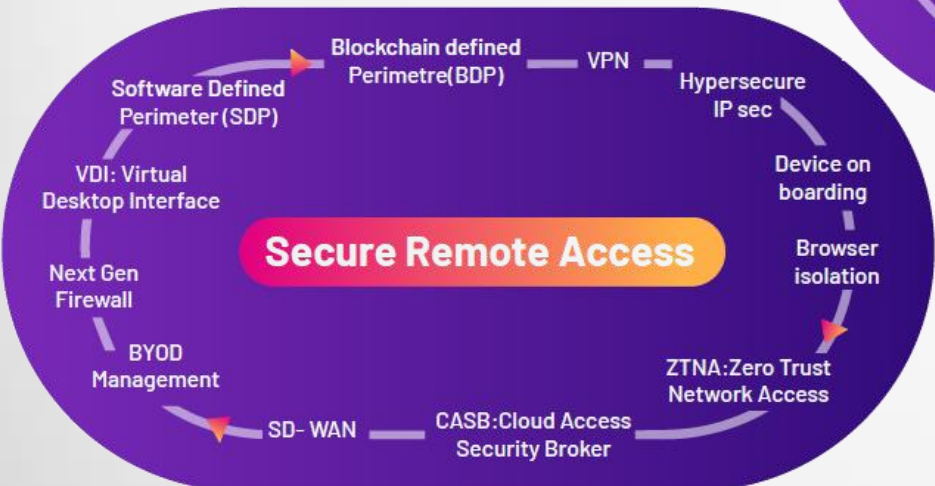 Blockchain defined
Perimetre(BDP)
VPN
Hypersecure
IP sec
Device on
boarding
Browser
isolation
ZTNA:Zero Trust
Network Access
CASB:Cloud Access
Security Broker
SD- WAN
BYOD
Management
Next Gen
Firewall
VDI: Virtual
Desktop Interface
Software Defined
Perimeter (SDP)
Secure Remote Access